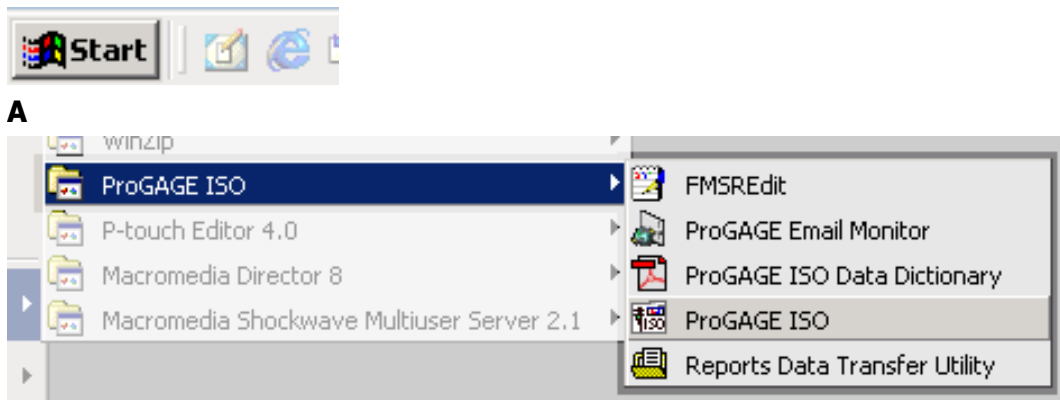 Start
A
WinZip
ProGAGE ISO
FMSREdit
P-touch Editor 4.0
ProGAGE Email Monitor
Macromedia Director 8
ProGAGE ISO Data Dictionary
Macromedia Shockwave Multiuser Server 2.1
ISO ProGAGE ISO
Reports Data Transfer Utility